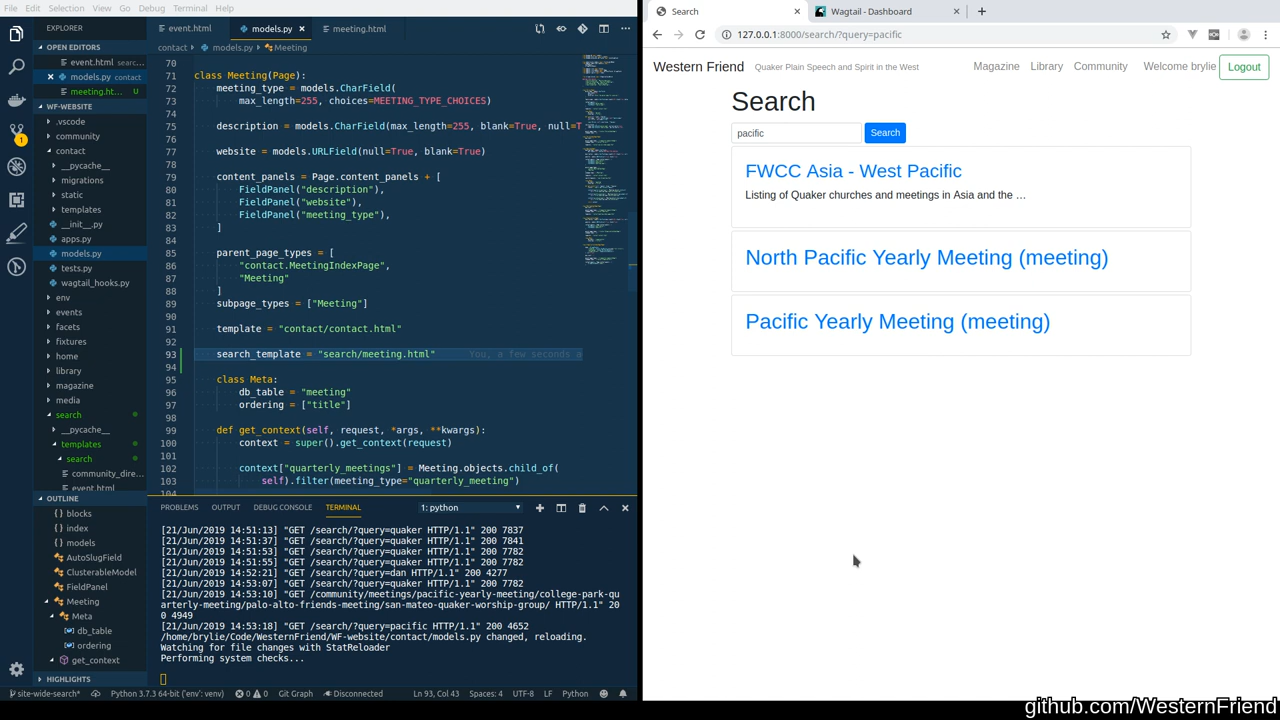 File Edit Selection View Go Debug Terminal Help
EXPLORER
OPEN EDITORS
event.html searc...
models.py contact
meeting.ht... U
WF-WEBSITE
.vscode
community
contact
__pycache__
migrations
static
templates
__init__.py
apps.py
models.py
tests.py
wagtail_hooks.py
env
events
facets
fixtures
home
library
magazine
media
search
__pycache__
templates
search
community_dire...
event.html
OUTLINE
blocks
index
models
AutoSlugField
ClusterableModel
FieldPanel
Meeting
Meta
db_table
ordering
get_context
HIGHLIGHTS
event.html models.py meeting.html
contact models.py Meeting
70
71 class Meeting(Page):
72 meeting_type = models.CharField(
73 max_length=255, choices=MEETING_TYPE_CHOICES)
74
75 description = models.CharField(max_length=255, blank=True, null=T
76
77 website = models.URLField(null=True, blank=True)
78
79 content_panels = Page.content_panels + [
80 FieldPanel("description"),
81 FieldPanel("website"),
82 FieldPanel("meeting_type"),
83 ]
84
85 parent_page_types = [
86 "contact.MeetingIndexPage",
87 "Meeting"
88 ]
89 subpage_types = ["Meeting"]
90
91 template = "contact/contact.html"
92
93 search_template = "search/meeting.html" You, a few seconds a
94
95 class Meta:
96 db_table = "meeting"
97 ordering = ["title"]
98
99 def get_context(self, request, *args, **kwargs):
100 context = super().get_context(request)
101
102 context["quarterly_meetings"] = Meeting.objects.child_of(
103 self).filter(meeting_type="quarterly_meeting")
104
PROBLEMS OUTPUT DEBUG CONSOLE TERMINAL 1: python
[21/Jun/2019 14:51:13] "GET /search/?query=quaker HTTP/1.1" 200 7837
[21/Jun/2019 14:51:37] "GET /search/?query=quaker HTTP/1.1" 200 7841
[21/Jun/2019 14:51:53] "GET /search/?query=quaker HTTP/1.1" 200 7782
[21/Jun/2019 14:51:55] "GET /search/?query=quaker HTTP/1.1" 200 7782
[21/Jun/2019 14:52:21] "GET /search/?query=dan HTTP/1.1" 200 4277
[21/Jun/2019 14:53:07] "GET /search/?query=quaker HTTP/1.1" 200 7782
[21/Jun/2019 14:53:10] "GET /community/meetings/pacific-yearly-meeting/college-park-qu
arterly-meeting/palo-alto-friends-meeting/san-mateo-quaker-worship-group/ HTTP/1.1" 20
0 4949
[21/Jun/2019 14:53:18] "GET /search/?query=pacific HTTP/1.1" 200 4652
/home/brylie/Code/WesternFriend/WF-website/contact/models.py changed, reloading.
Watching for file changes with StatReloader
Performing system checks...
1
site-wide-search* Python 3.7.3 64-bit ('env': venv) 0 0 Git Graph Disconnected Ln 93, Col 43 Spaces: 4 UTF-8 LF Python
Search Wagtail - Dashboard
127.0.0.1:8000/search/?query=pacific
Western Friend Quaker Plain Speech and Spirit in the West Magazine Library Community Welcome brylie Logout
Search
pacific Search
FWCC Asia - West Pacific
Listing of Quaker churches and meetings in Asia and the ...
North Pacific Yearly Meeting (meeting)
Pacific Yearly Meeting (meeting)
github.com/WesternFriend